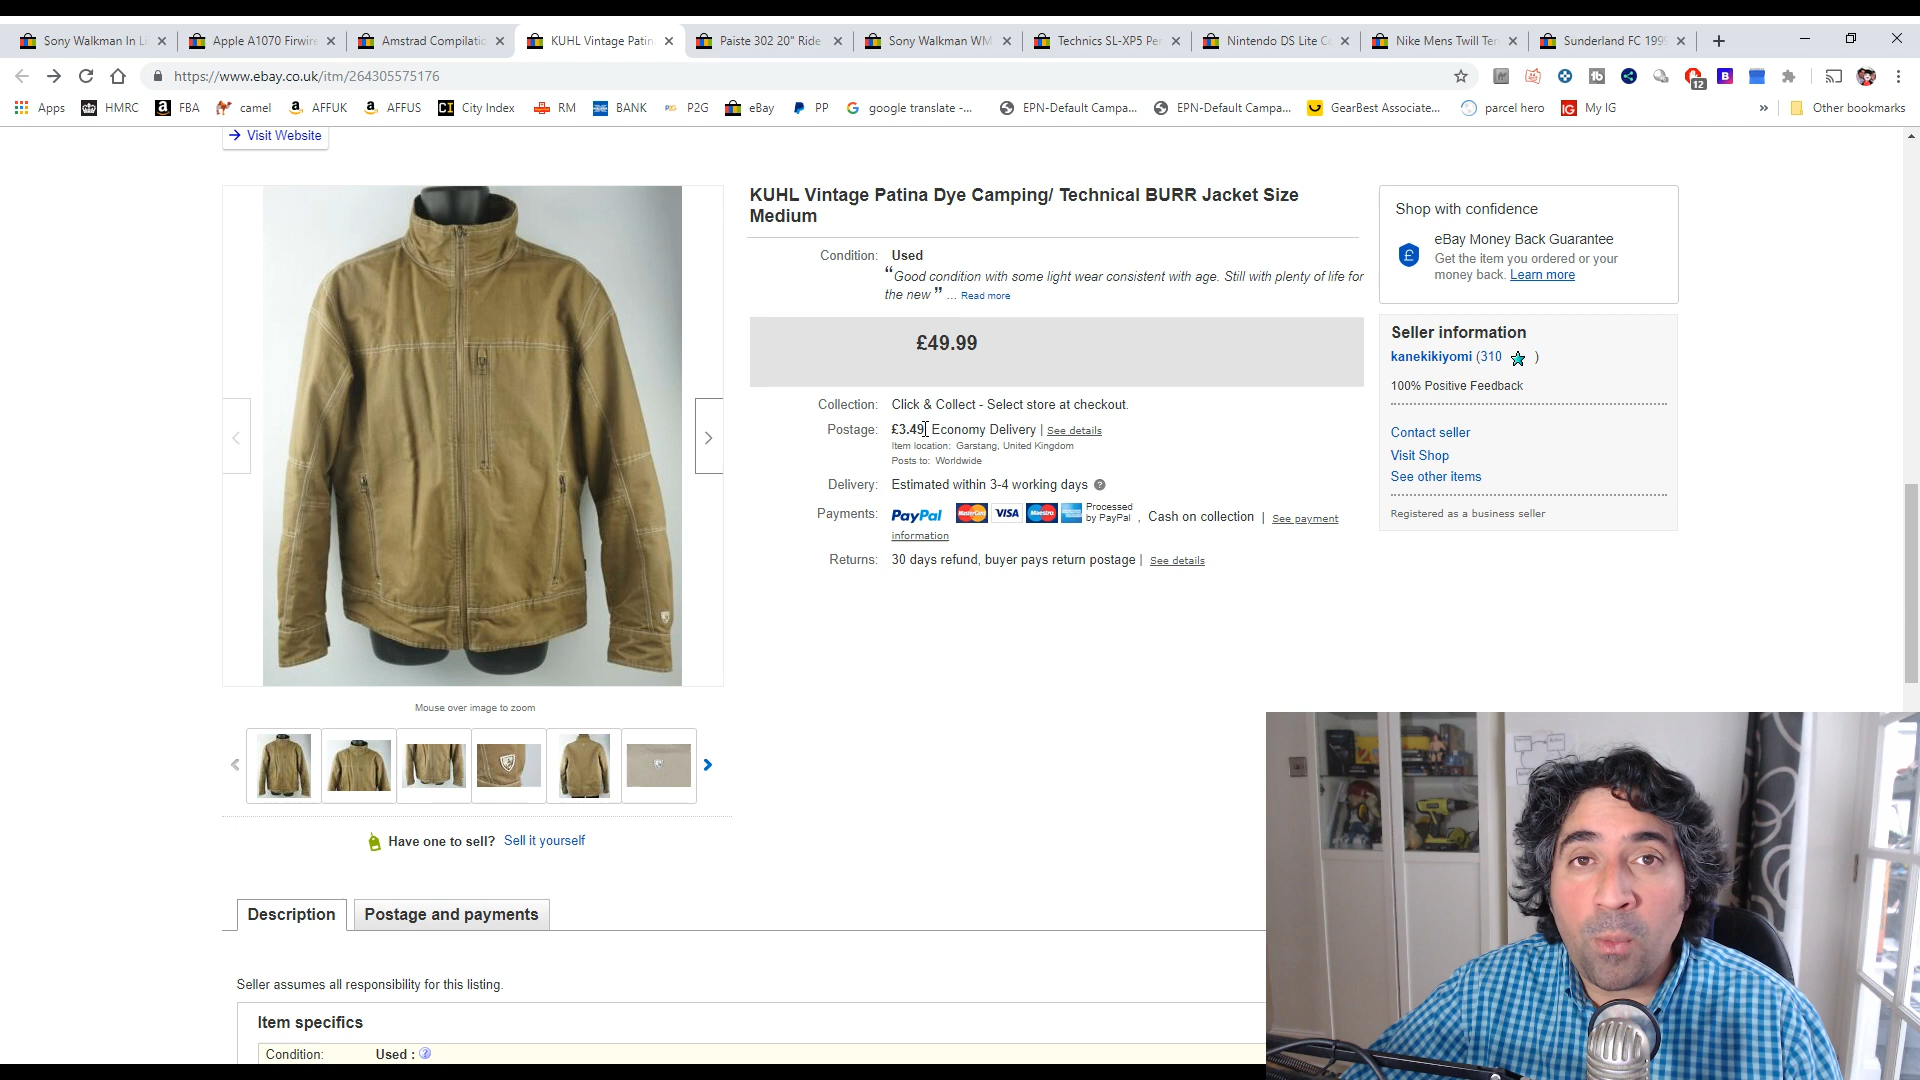 Sony Walkman In Li
Apple A1070 Firwire
Amstrad Compilatio
KUHL Vintage Patin
Paiste 302 20" Ride
Sony Walkman WM
Technics SL-XP5 Per
Nintendo DS Lite C
Nike Mens Twill Ten
Sunderland FC 1999
https://www.ebay.co.uk/itm/264305575176
12
Apps HMRC FBA camel AFFUK AFFUS City Index RM BANK P2G eBay PP google translate -... EPN-Default Campa... EPN-Default Campa... GearBest Associate... parcel hero My IG » Other bookmarks
→ Visit Website
KUHL Vintage Patina Dye Camping/ Technical BURR Jacket Size
Medium
Condition: Used
“Good condition with some light wear consistent with age. Still with plenty of life for
the new ” ... Read more
£49.99
Collection: Click & Collect - Select store at checkout.
Postage: £3.49 Economy Delivery | See details
Item location: Garstang, United Kingdom
Posts to: Worldwide
Delivery: Estimated within 3-4 working days
Payments: PayPal MasterCard VISA Maestro Processed by PayPal , Cash on collection | See payment
information
Returns: 30 days refund, buyer pays return postage | See details
Shop with confidence
eBay Money Back Guarantee
Get the item you ordered or your
money back. Learn more
Seller information
kanekikiyomi (310 )
100% Positive Feedback
Contact seller
Visit Shop
See other items
Registered as a business seller
Mouse over image to zoom
Have one to sell? Sell it yourself
Description
Postage and payments
Seller assumes all responsibility for this listing.
Item specifics
Condition: Used :